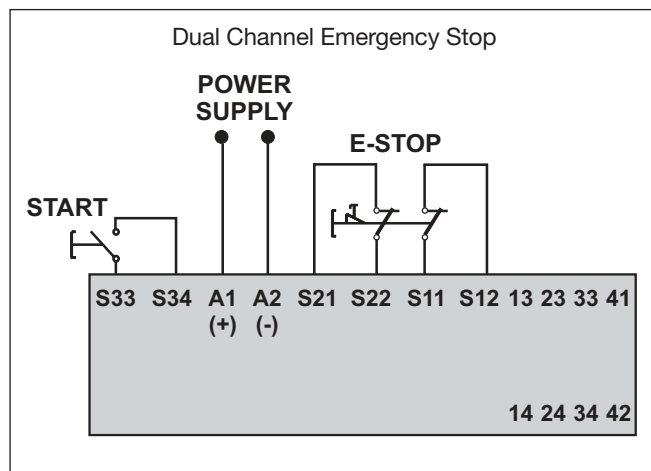 Dual Channel Emergency Stop
POWER
SUPPLY
E-STOP
START
S33 S34 A1 A2 S21 S22 S11 S12 13 23 33 41
(+) (-)
14 24 34 42